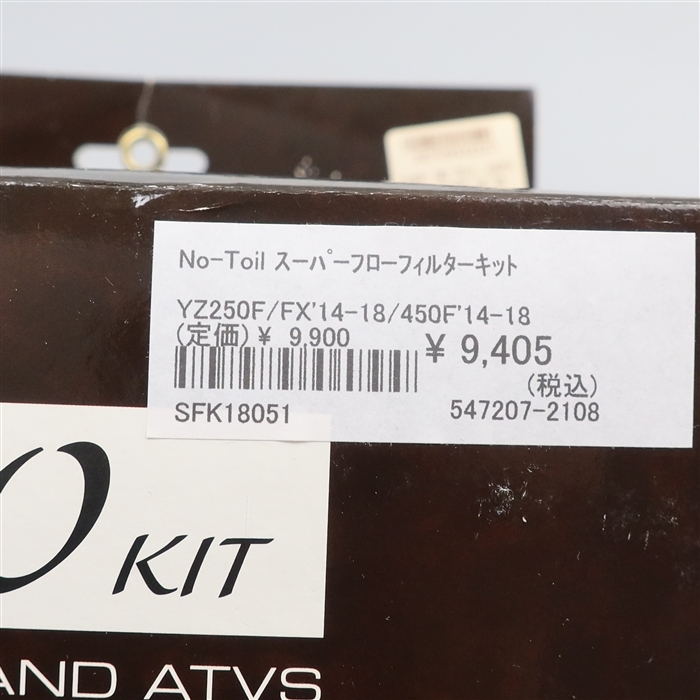 No-Toil スーパーフローフィルターキット
YZ250F/FX'14-18/450F'14-18
(定価)¥ 9,900
¥ 9,405
(税込)
SFK18051
547207-2108
O KIT
AND ATVS